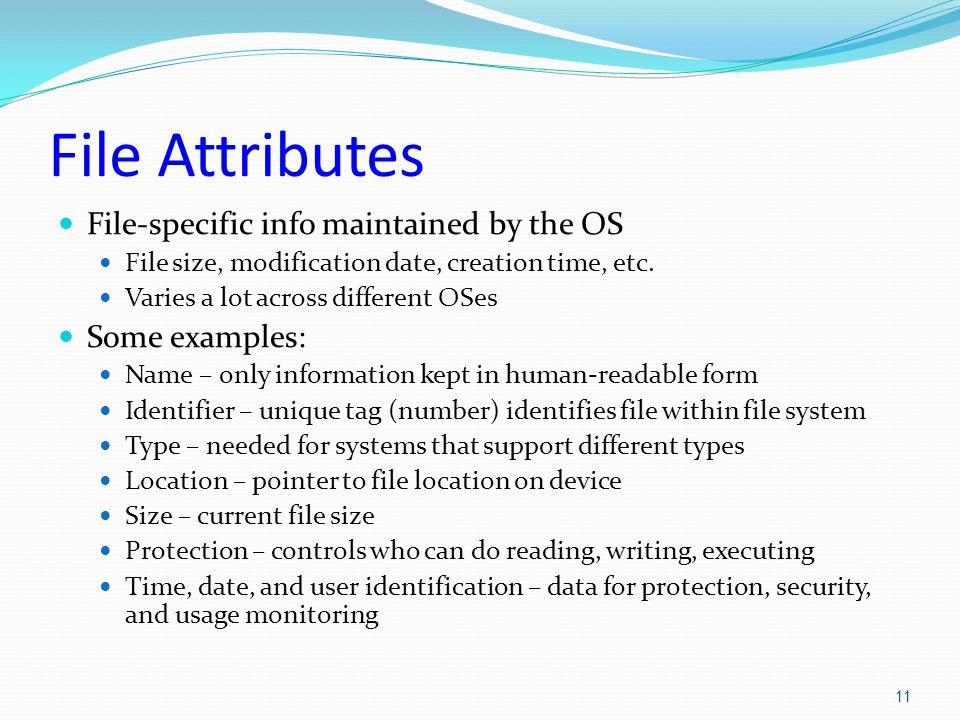 File Attributes
• File-specific info maintained by the OS
• File size, modification date, creation time, etc.
• Varies a lot across different OSes
• Some examples:
• Name – only information kept in human-readable form
• Identifier – unique tag (number) identifies file within file system
• Type – needed for systems that support different types
• Location – pointer to file location on device
• Size – current file size
• Protection – controls who can do reading, writing, executing
• Time, date, and user identification – data for protection, security,
and usage monitoring
11